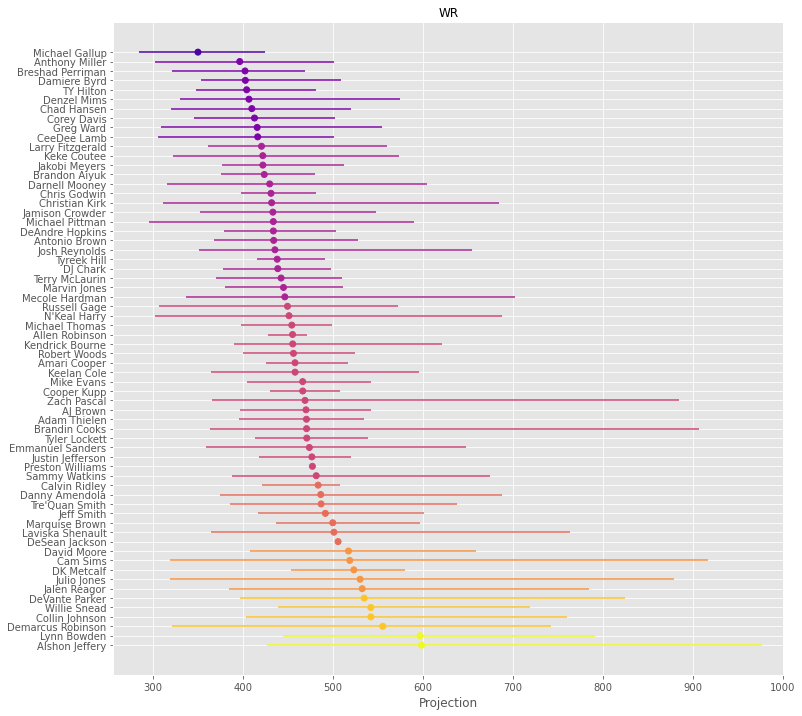 WR
Michael Gallup
Anthony Miller
Breshad Perriman
Damiere Byrd
TY Hilton
Denzel Mims
Chad Hansen
Corey Davis
Greg Ward
CeeDee Lamb
Larry Fitzgerald
Keke Coutee
Jakobi Meyers
Brandon Aiyuk
Darnell Mooney
Chris Godwin
Christian Kirk
Jamison Crowder
Michael Pittman
DeAndre Hopkins
Antonio Brown
Josh Reynolds
Tyreek Hill
DJ Chark
Terry McLaurin
Marvin Jones
Mecole Hardman
Russell Gage
N'Keal Harry
Michael Thomas
Allen Robinson
Kendrick Bourne
Robert Woods
Amari Cooper
Keelan Cole
Mike Evans
Cooper Kupp
Zach Pascal
AJ Brown
Adam Thielen
Brandin Cooks
Tyler Lockett
Emmanuel Sanders
Justin Jefferson
Preston Williams
Sammy Watkins
Calvin Ridley
Danny Amendola
Tre'Quan Smith
Jeff Smith
Marquise Brown
Laviska Shenault
DeSean Jackson
David Moore
Cam Sims
DK Metcalf
Julio Jones
Jalen Reagor
DeVante Parker
Willie Snead
Collin Johnson
Demarcus Robinson
Lynn Bowden
Alshon Jeffery
300 400 500 600 700 800 900 1000
Projection